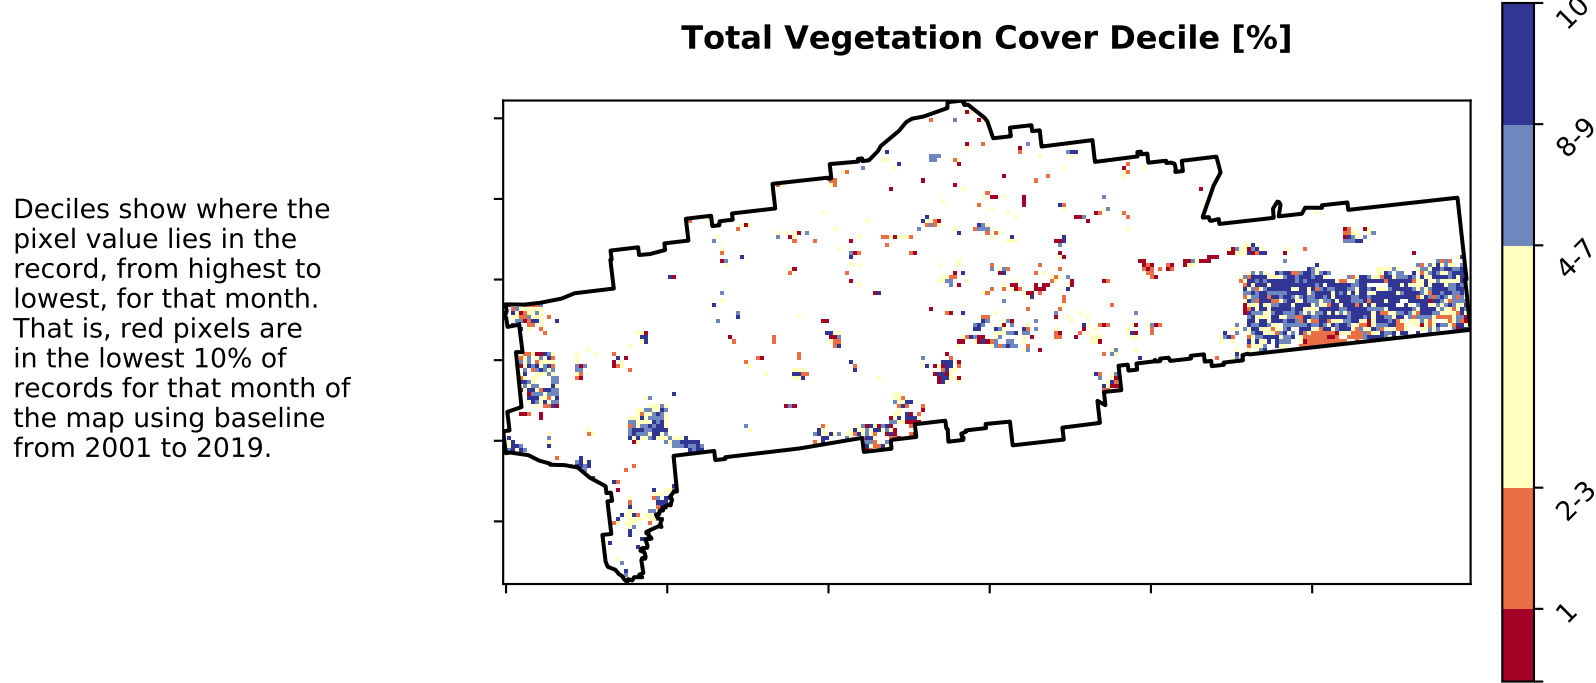 Total Vegetation Cover Decile [%]
Deciles show where the
pixel value lies in the
record, from highest to
lowest, for that month.
That is, red pixels are
in the lowest 10% of
records for that month of
the map using baseline
from 2001 to 2019.
10
8-9
4-7
2-3
1